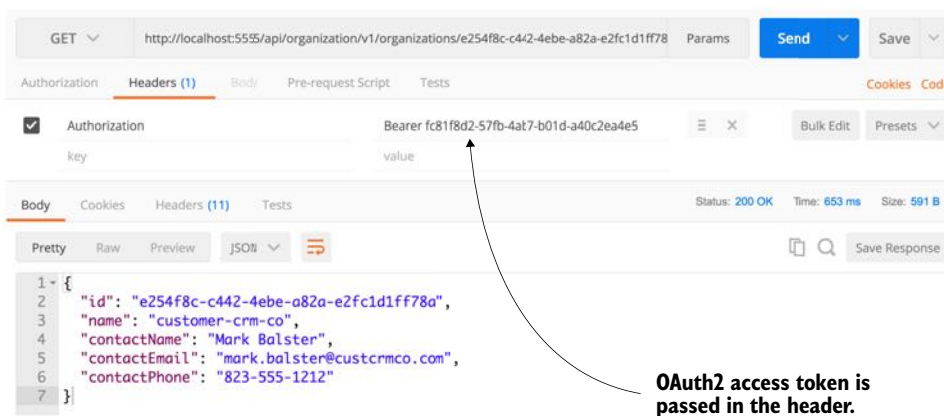 GET http://localhost:5555/api/organization/v1/organizations/e254f8c-c442-4ebe-a82a-e2fc1d1ff78 Params Send Save
Authorization Headers (1) Body Pre-request Script Tests Cookies Cod
Authorization Bearer fc81f8d2-57fb-4ab7-b01d-a40c2ea4e5 Bulk Edit Presets
key value
Body Cookies Headers (11) Tests Status: 200 OK Time: 653 ms Size: 591 B
Pretty Raw Preview JSON Save Response
1 {
2 "id": "e254f8c-c442-4ebe-a82a-e2fc1d1ff78a",
3 "name": "customer-crm-co",
4 "contactName": "Mark Balster",
5 "contactEmail": "mark.balster@custcrmco.com",
6 "contactPhone": "823-555-1212"
7 }
OAuth2 access token is
passed in the header.